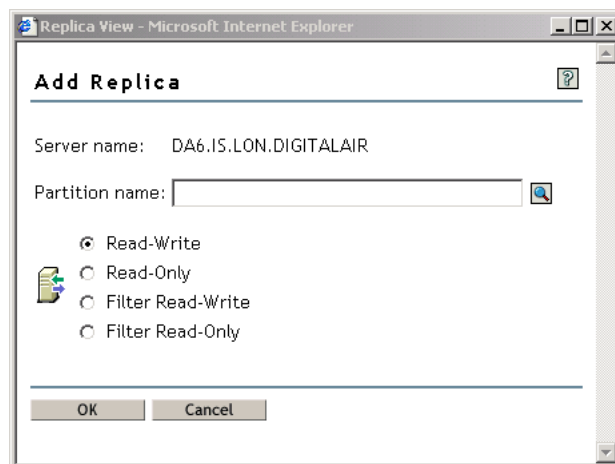 Replica View - Microsoft Internet Explorer
Add Replica
Server name: DA6.IS.LON.DIGITALAIR
Partition name:
Read-Write
Read-Only
Filter Read-Write
Filter Read-Only
OK Cancel